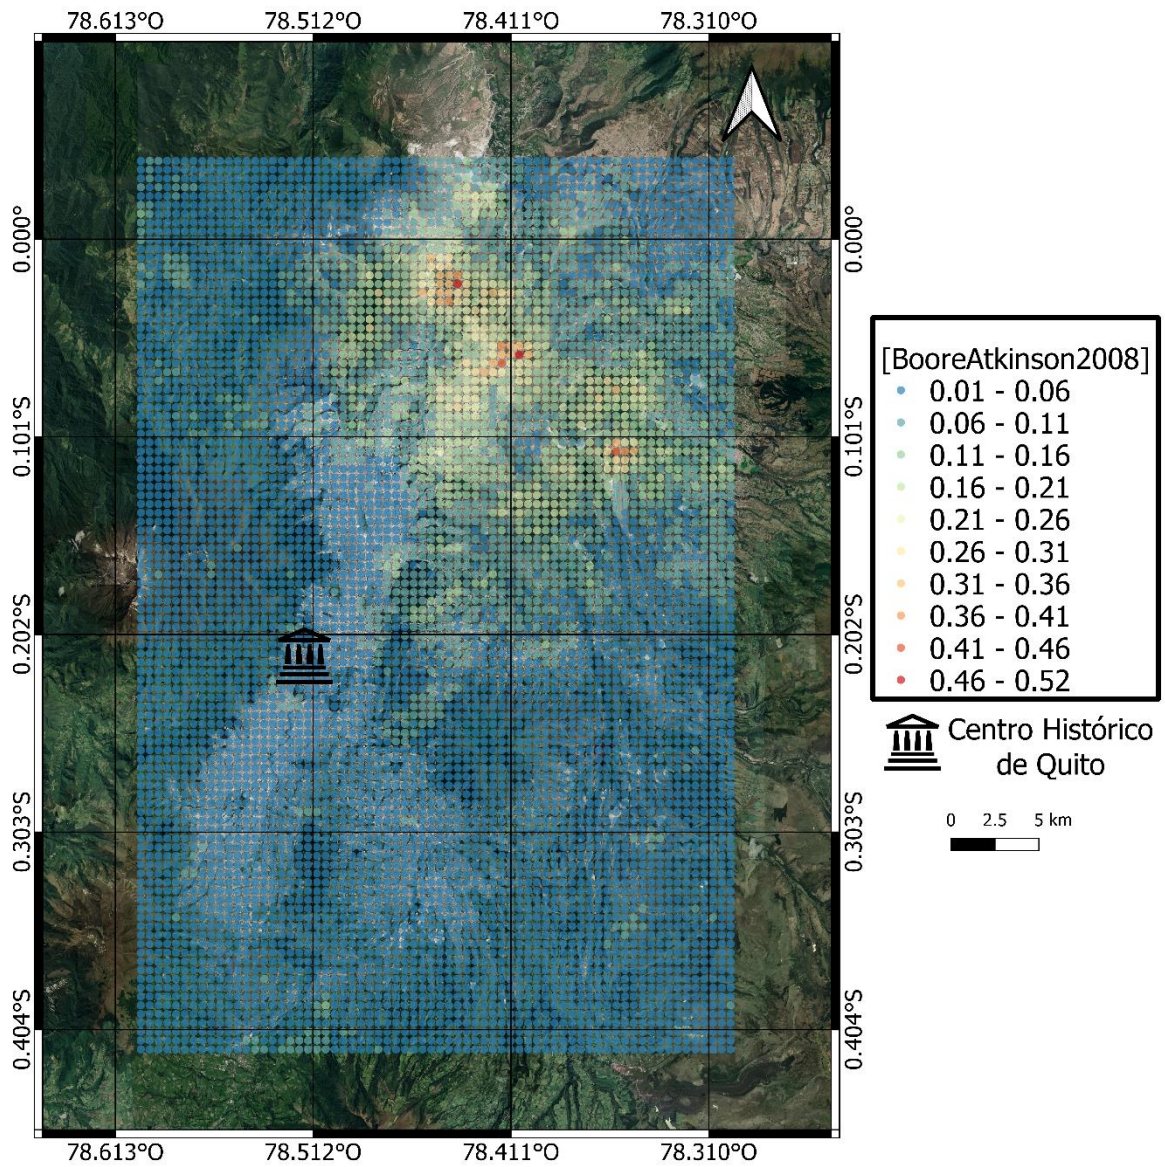 78.613°O 78.512°O 78.411°O 78.310°O
0.000°
0.101°S
0.202°S
0.303°S
0.404°S
0.000°
0.101°S
0.202°S
0.303°S
0.404°S
78.613°O 78.512°O 78.411°O 78.310°O
[BooreAtkinson2008]
0.01 - 0.06
0.06 - 0.11
0.11 - 0.16
0.16 - 0.21
0.21 - 0.26
0.26 - 0.31
0.31 - 0.36
0.36 - 0.41
0.41 - 0.46
0.46 - 0.52
Centro Histórico
de Quito
0 2.5 5 km